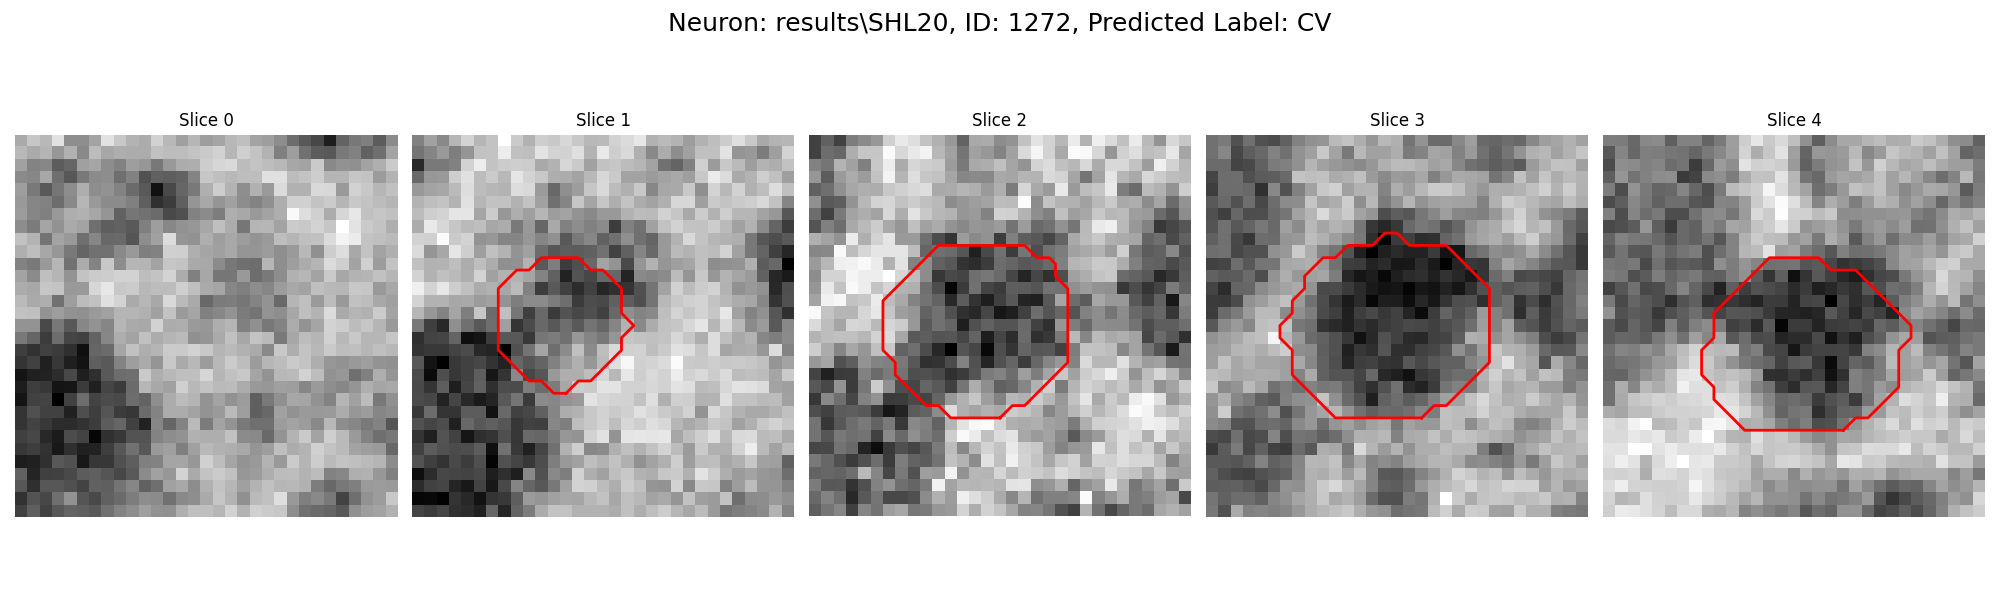 Neuron: results\SHL20, ID: 1272, Predicted Label: CV
Slice 0
Slice 1
Slice 2
Slice 3
Slice 4